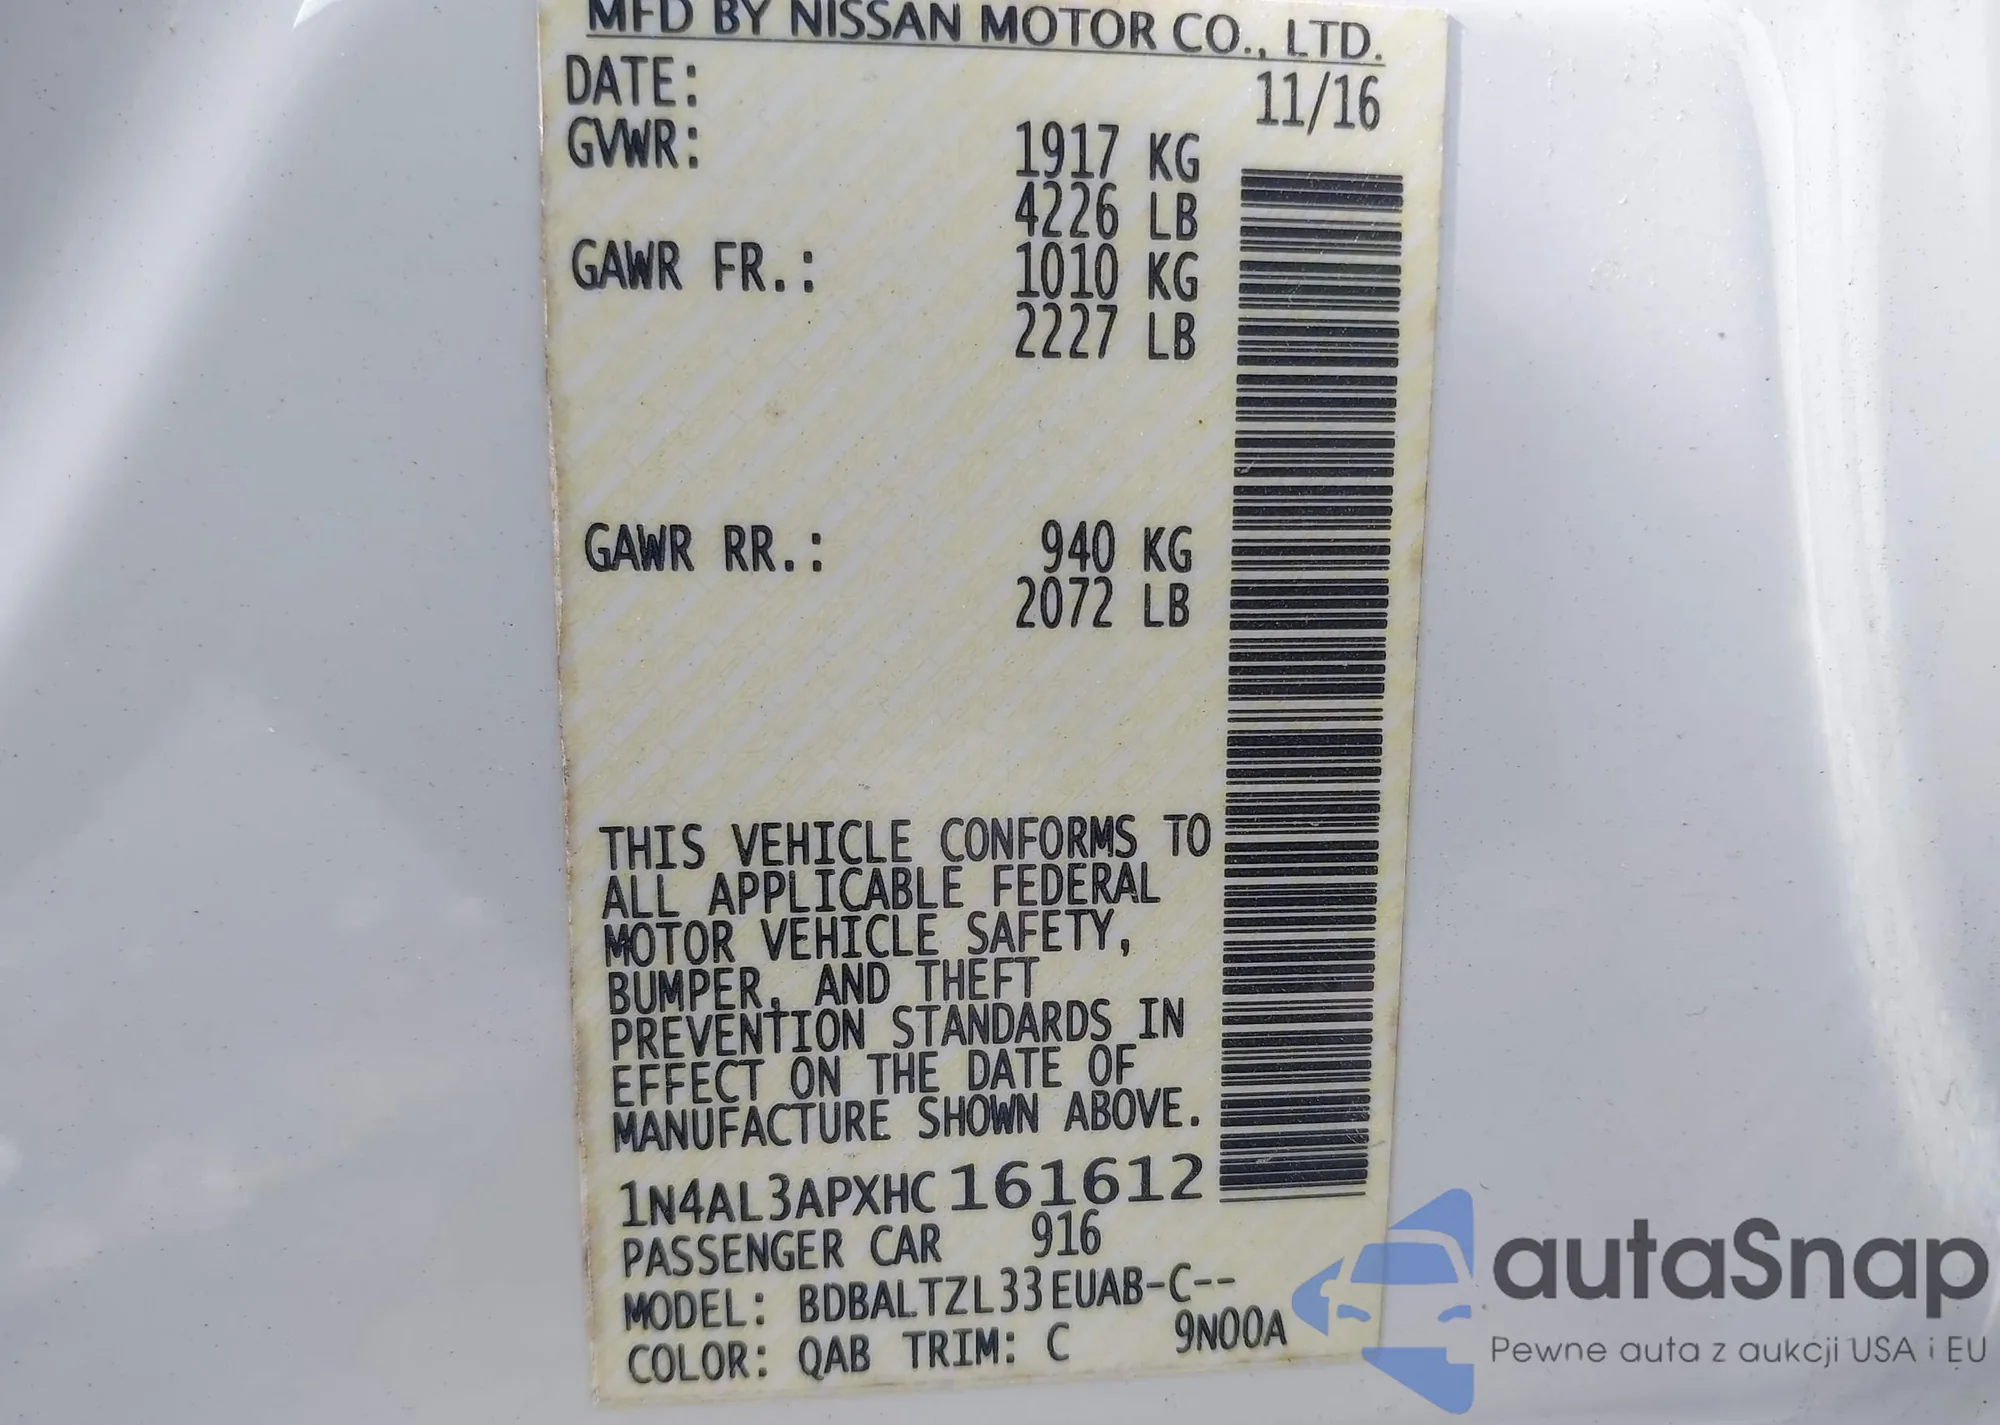 MFD BY NISSAN MOTOR CO., LTD.
DATE: 11/16
GVWR: 1917 KG
4226 LB
GAWR FR.: 1010 KG
2227 LB
GAWR RR.: 940 KG
2072 LB
THIS VEHICLE CONFORMS TO
ALL APPLICABLE FEDERAL
MOTOR VEHICLE SAFETY,
BUMPER, AND THEFT
PREVENTION STANDARDS IN
EFFECT ON THE DATE OF
MANUFACTURE SHOWN ABOVE.
1N4AL3APXHC161612
PASSENGER CAR 916
MODEL: BDBALTZL33EUAB-C--
COLOR: QAB TRIM: C 9N00A
autaSnap
Pewne auta z aukcji USA i EU